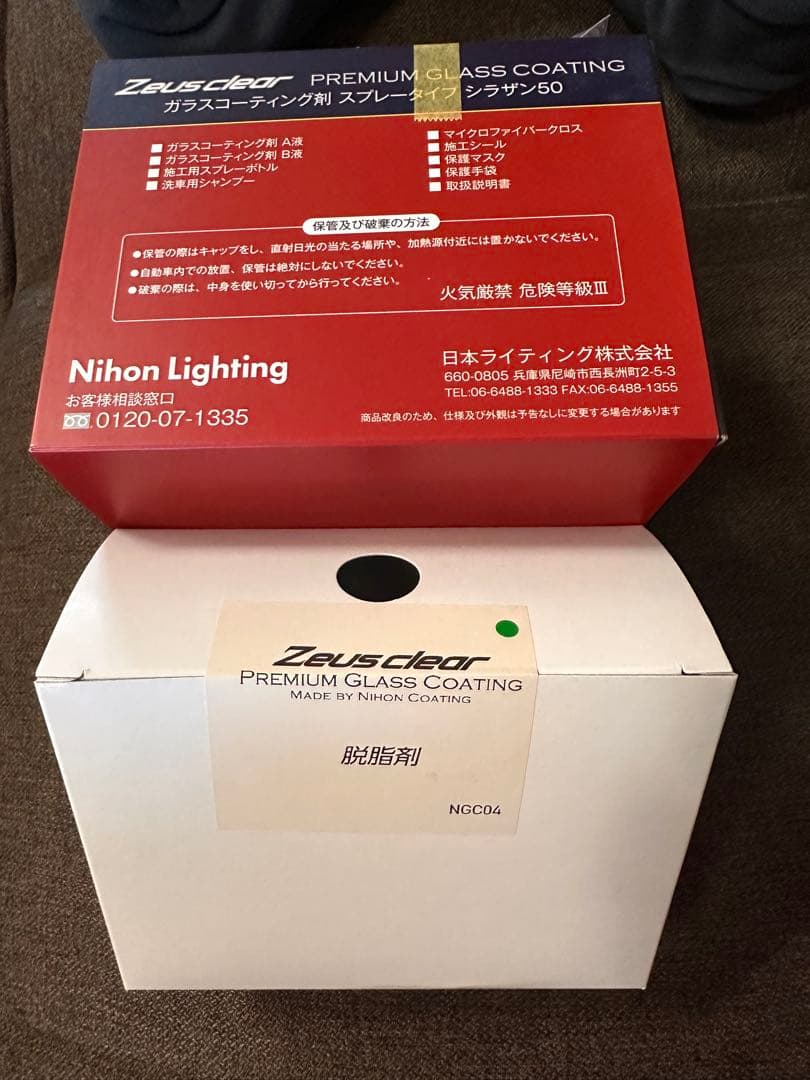 Zeusclear PREMIUM GLASS COATING
ガラスコーティング剤 スプレータイプ シラザン50
■ ガラスコーティング剤 A液
■ ガラスコーティング剤 B液
■ 施工用スプレーボトル
■ 洗車用シャンプー
■ マイクロファイバークロス
■ 施工シール
■ 保護マスク
■ 保護手袋
■ 取扱説明書
保管及び破棄の方法
●保管の際はキャップをし、直射日光の当たる場所や、加熱源付近には置かないでください。
●自動車内での放置、保管は絶対にしないでください。
●破棄の際は、中身を使い切ってから行ってください。
火気厳禁 危険等級Ⅲ
Nihon Lighting
お客様相談窓口
0120-07-1335
日本ライティング株式会社
660-0805 兵庫県尼崎市西長洲町2-5-3
TEL:06-6488-1333 FAX:06-6488-1355
商品改良のため、仕様及び外観は予告なしに変更する場合があります
Zeusclear
PREMIUM GLASS COATING
MADE BY NIHON COATING
脱脂剤
NGC04